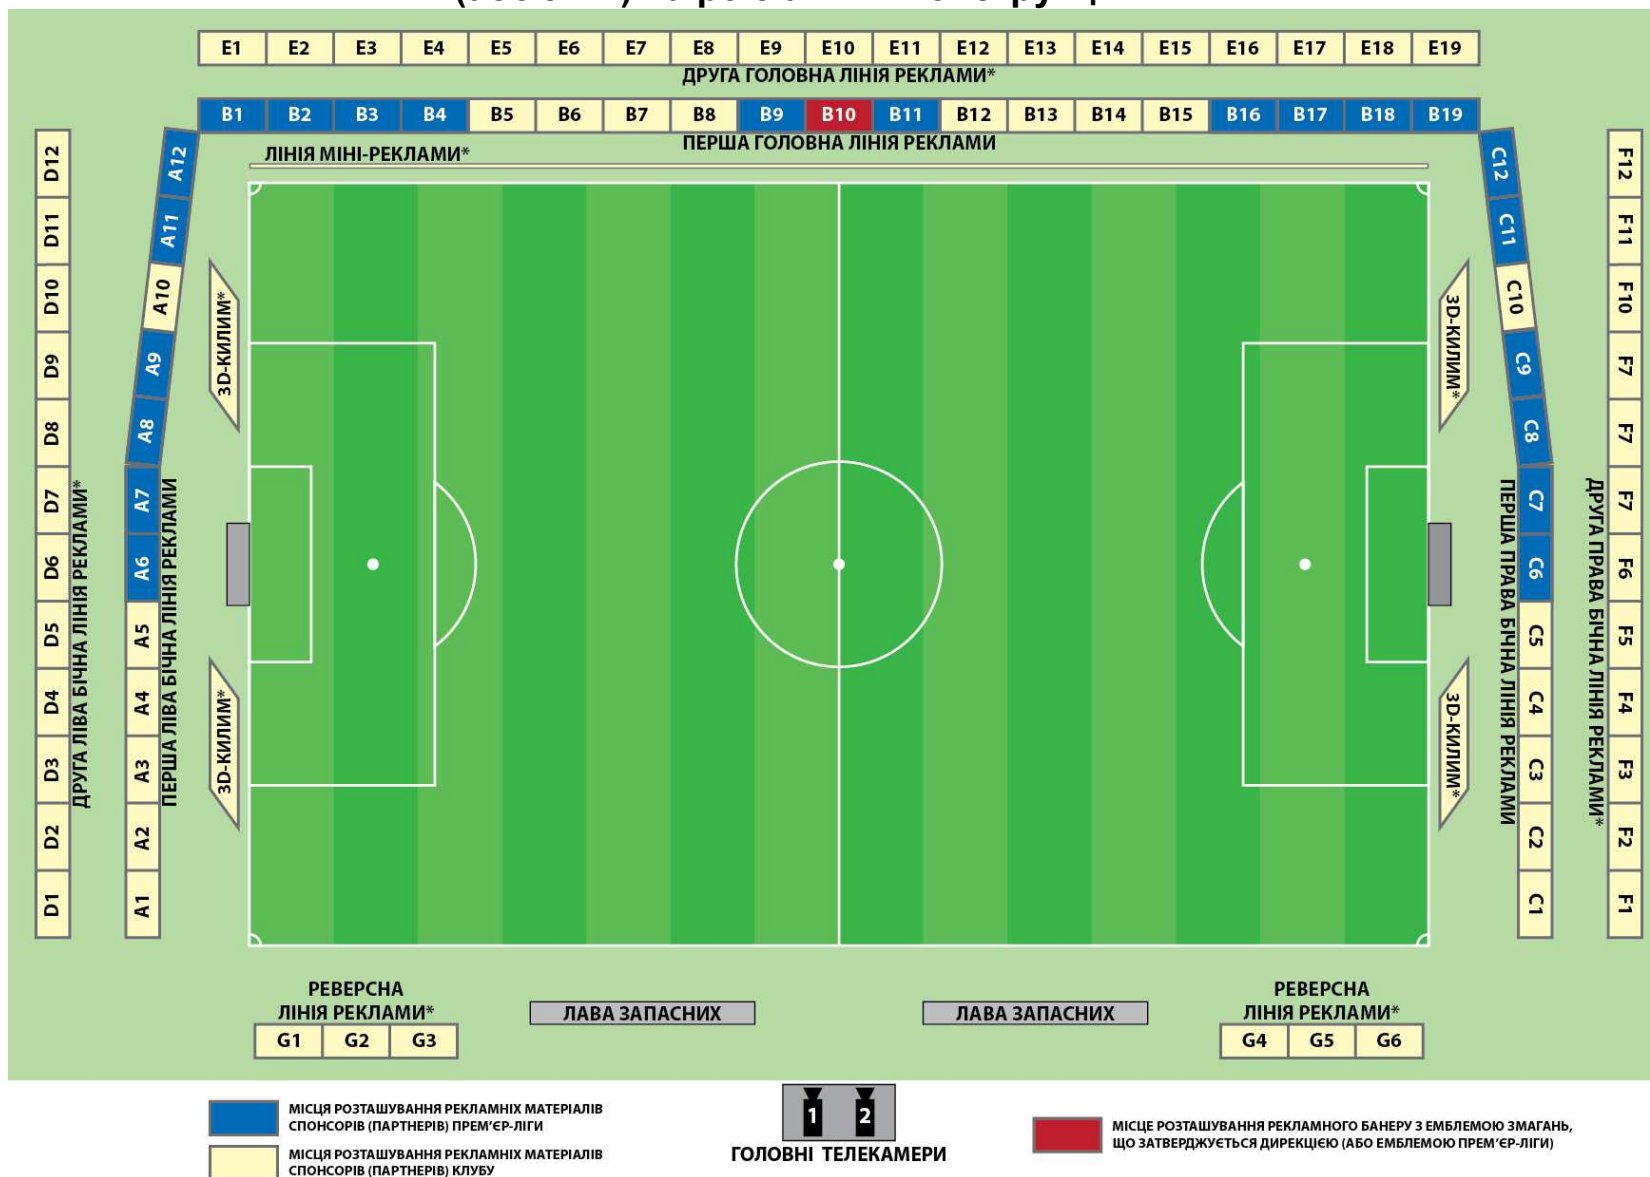 E1 E2 E3 E4 E5 E6 E7 E8 E9 E10 E11 E12 E13 E14 E15 E16 E17 E18 E19
ДРУГА ГОЛОВНА ЛІНІЯ РЕКЛАМИ*
B1 B2 B3 B4 B5 B6 B7 B8 B9 B10 B11 B12 B13 B14 B15 B16 B17 B18 B19
ПЕРША ГОЛОВНА ЛІНІЯ РЕКЛАМИ
ЛІНІЯ МІНІ-РЕКЛАМИ*
D12
D11
D10
D9
D8
D7
D6
D5
D4
D3
D2
D1
ДРУГА ЛІВА БІЧНА ЛІНІЯ РЕКЛАМИ*
A12
A11
A10
A9
A8
A7
A6
A5
A4
A3
A2
A1
ПЕРША ЛІВА БІЧНА ЛІНІЯ РЕКЛАМИ
3D-КИЛИМ*
3D-КИЛИМ*
3D-КИЛИМ*
3D-КИЛИМ*
C12
C11
C10
C9
C8
C7
C6
C5
C4
C3
C2
C1
ПЕРША ПРАВА БІЧНА ЛІНІЯ РЕКЛАМИ
F12
F11
F10
F7
F7
F7
F6
F5
F4
F3
F2
F1
ДРУГА ПРАВА БІЧНА ЛІНІЯ РЕКЛАМИ*
РЕВЕРСНА
ЛІНІЯ РЕКЛАМИ*
G1 G2 G3
ЛАВА ЗАПАСНИХ
ЛАВА ЗАПАСНИХ
РЕВЕРСНА
ЛІНІЯ РЕКЛАМИ*
G4 G5 G6
МІСЦЯ РОЗТАШУВАННЯ РЕКЛАМНІХ МАТЕРІАЛІВ
СПОНСОРІВ (ПАРТНЕРІВ) ПРЕМ’ЄР-ЛІГИ
МІСЦЯ РОЗТАШУВАННЯ РЕКЛАМНІХ МАТЕРІАЛІВ
СПОНСОРІВ (ПАРТНЕРІВ) КЛУБУ
1 2
ГОЛОВНІ ТЕЛЕКАМЕРИ
МІСЦЕ РОЗТАШУВАННЯ РЕКЛАМНОГО БАНЕРУ З ЕМБЛЕМОЮ ЗМАГАНЬ,
ЩО ЗАТВЕРДЖУЄТЬСЯ ДИРЕКЦІЄЮ (АБО ЕМБЛЕМОЮ ПРЕМ’ЄР-ЛІГИ)